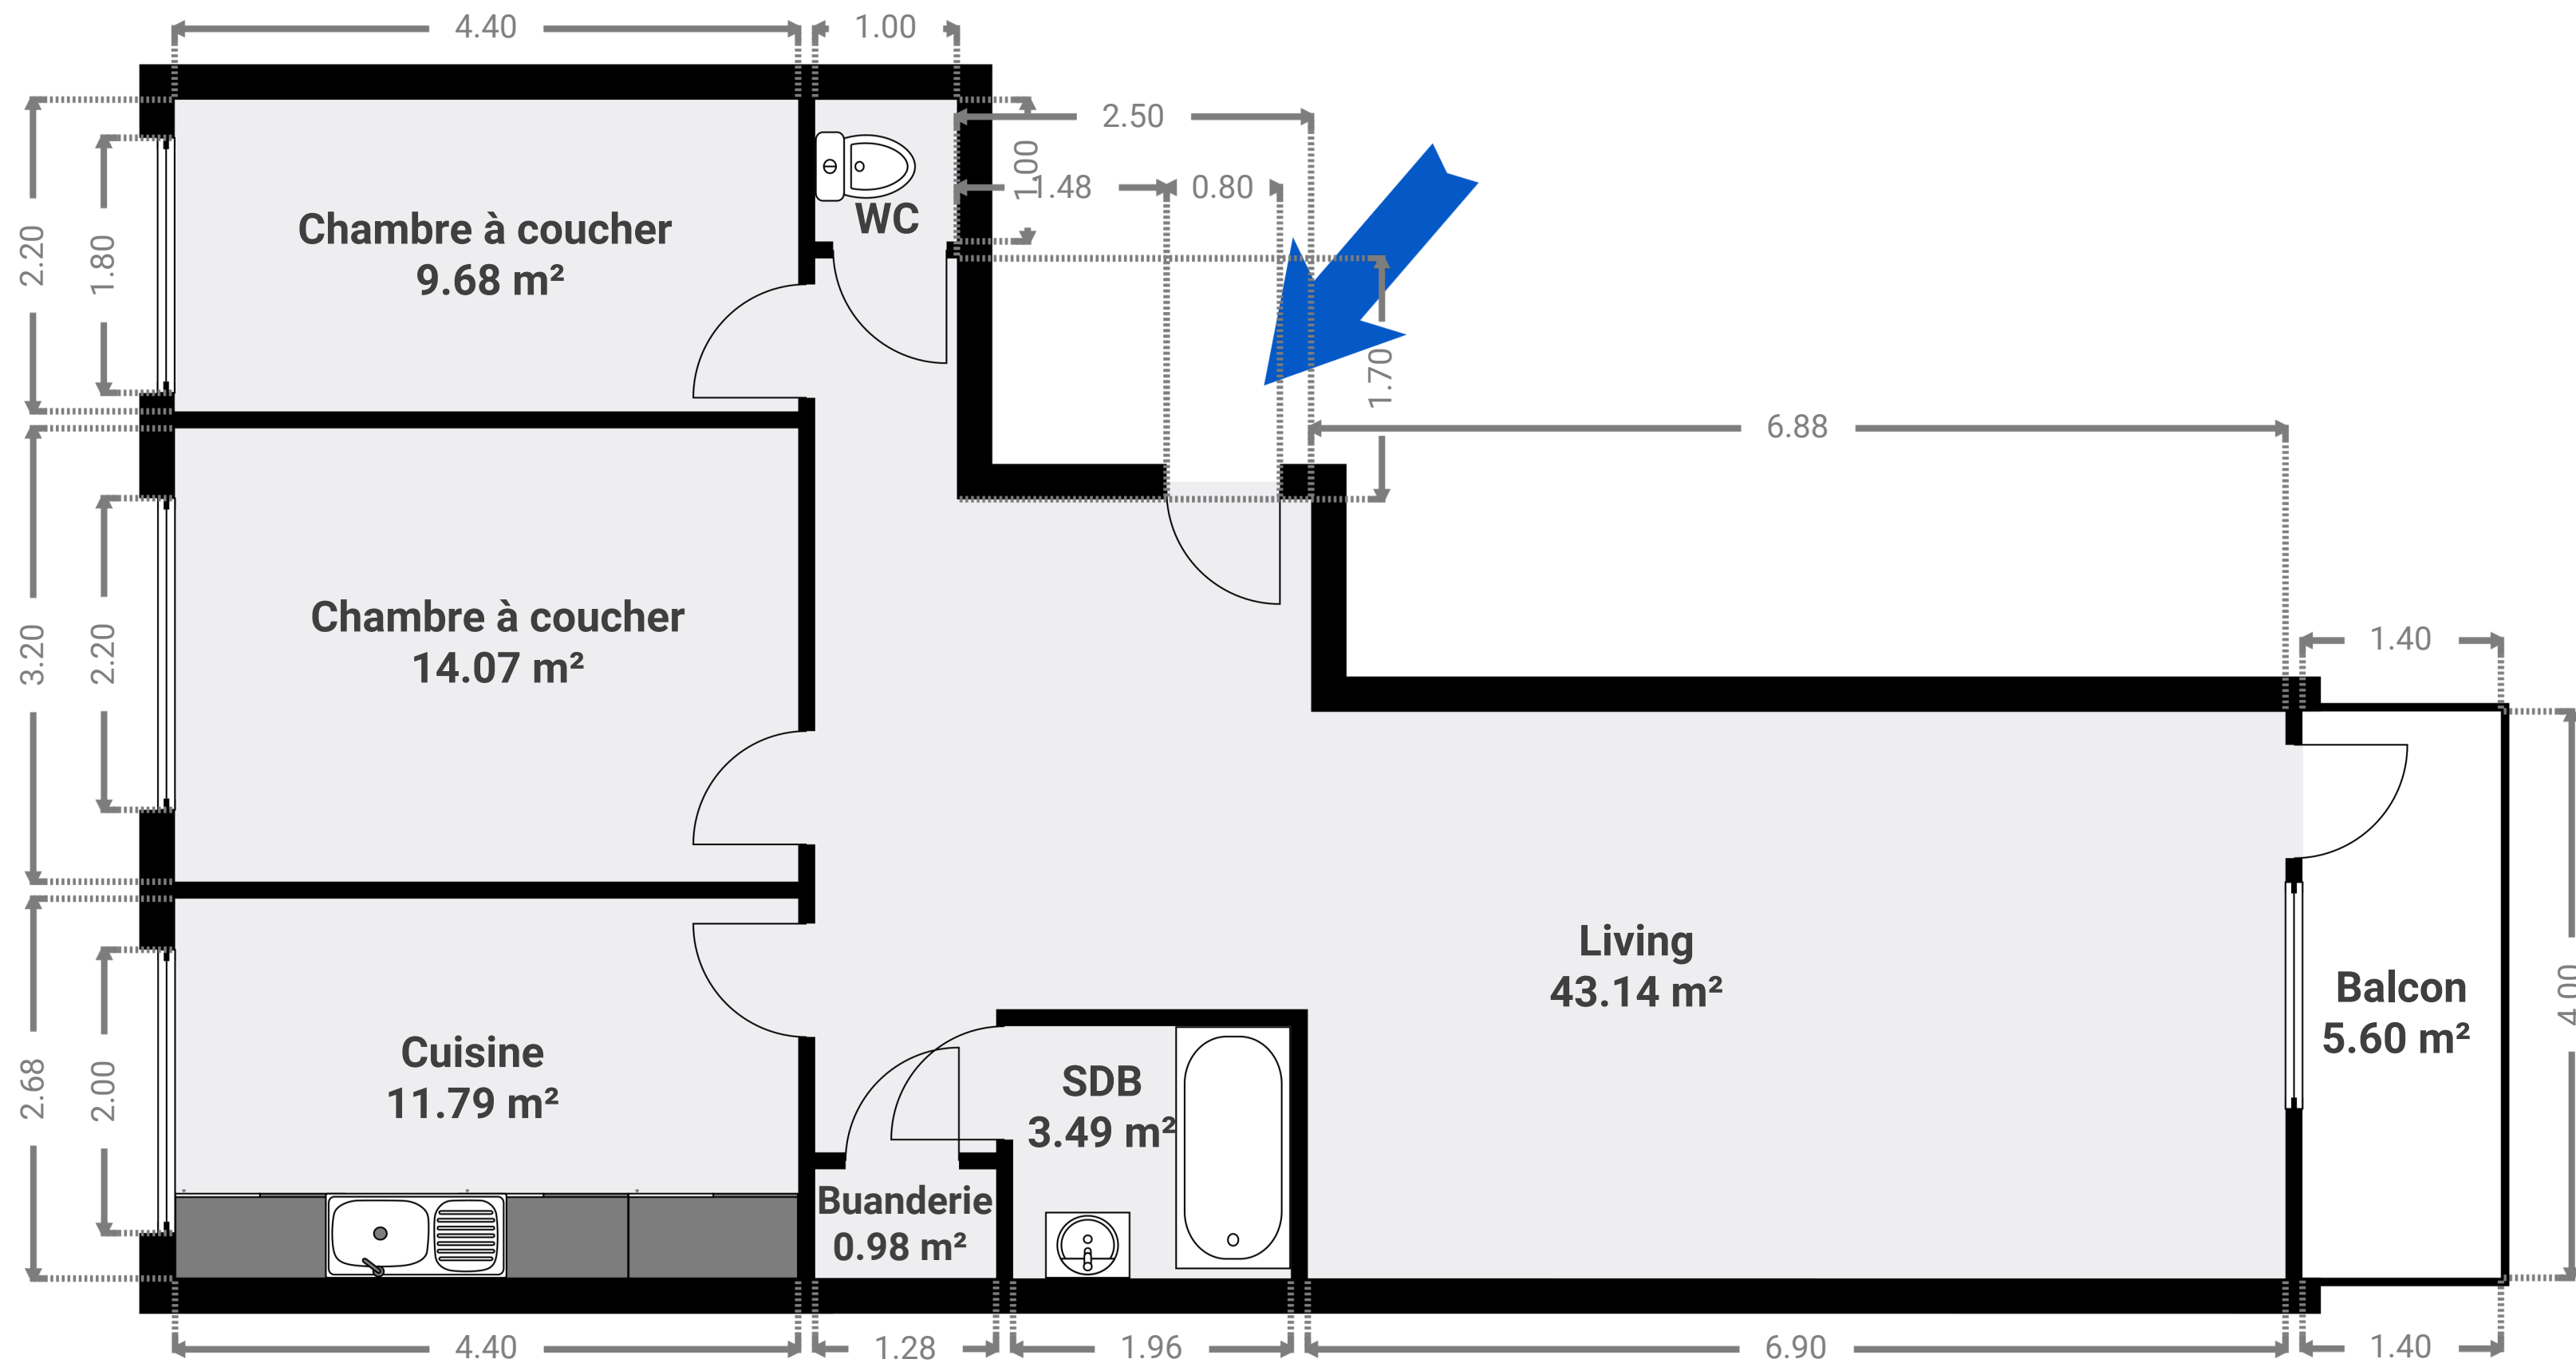 4.40
1.00
2.50
1.00
1.48
0.80
2.20
1.80
Chambre à coucher
9.68 m²
WC
1.70
6.88
3.20
2.20
Chambre à coucher
14.07 m²
1.40
Living
43.14 m²
Balcon
5.60 m²
4.00
2.68
2.00
Cuisine
11.79 m²
SDB
3.49 m²
Buanderie
0.98 m²
4.40
1.28
1.96
6.90
1.40